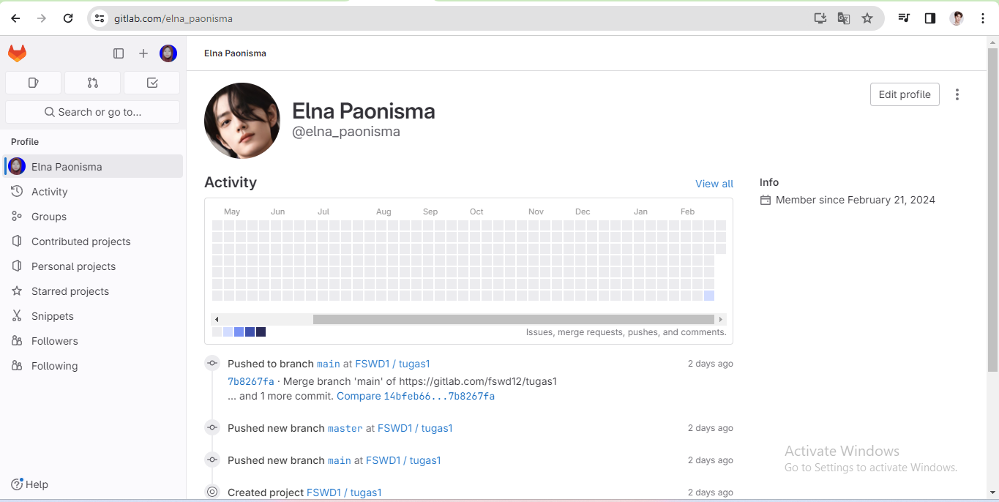 gitlab.com/elna_paonisma
Elna Paonisma
Search or go to...
Profile
Elna Paonisma
Activity
Groups
Contributed projects
Personal projects
Starred projects
Snippets
Followers
Following
Help
Elna Paonisma
@elna_paonisma
Edit profile
Activity
View all
May Jun Jul Aug Sep Oct Nov Dec Jan Feb
Issues, merge requests, pushes, and comments.
Info
Member since February 21, 2024
Pushed to branch main at FSWD1 / tugas1 2 days ago
7b8267fa · Merge branch 'main' of https://gitlab.com/fswd12/tugas1
... and 1 more commit. Compare 14bfeb66...7b8267fa
Pushed new branch master at FSWD1 / tugas1 2 days ago
Pushed new branch main at FSWD1 / tugas1 2 days ago
Created project FSWD1 / tugas1 2 days ago
Activate Windows
Go to Settings to activate Windows.